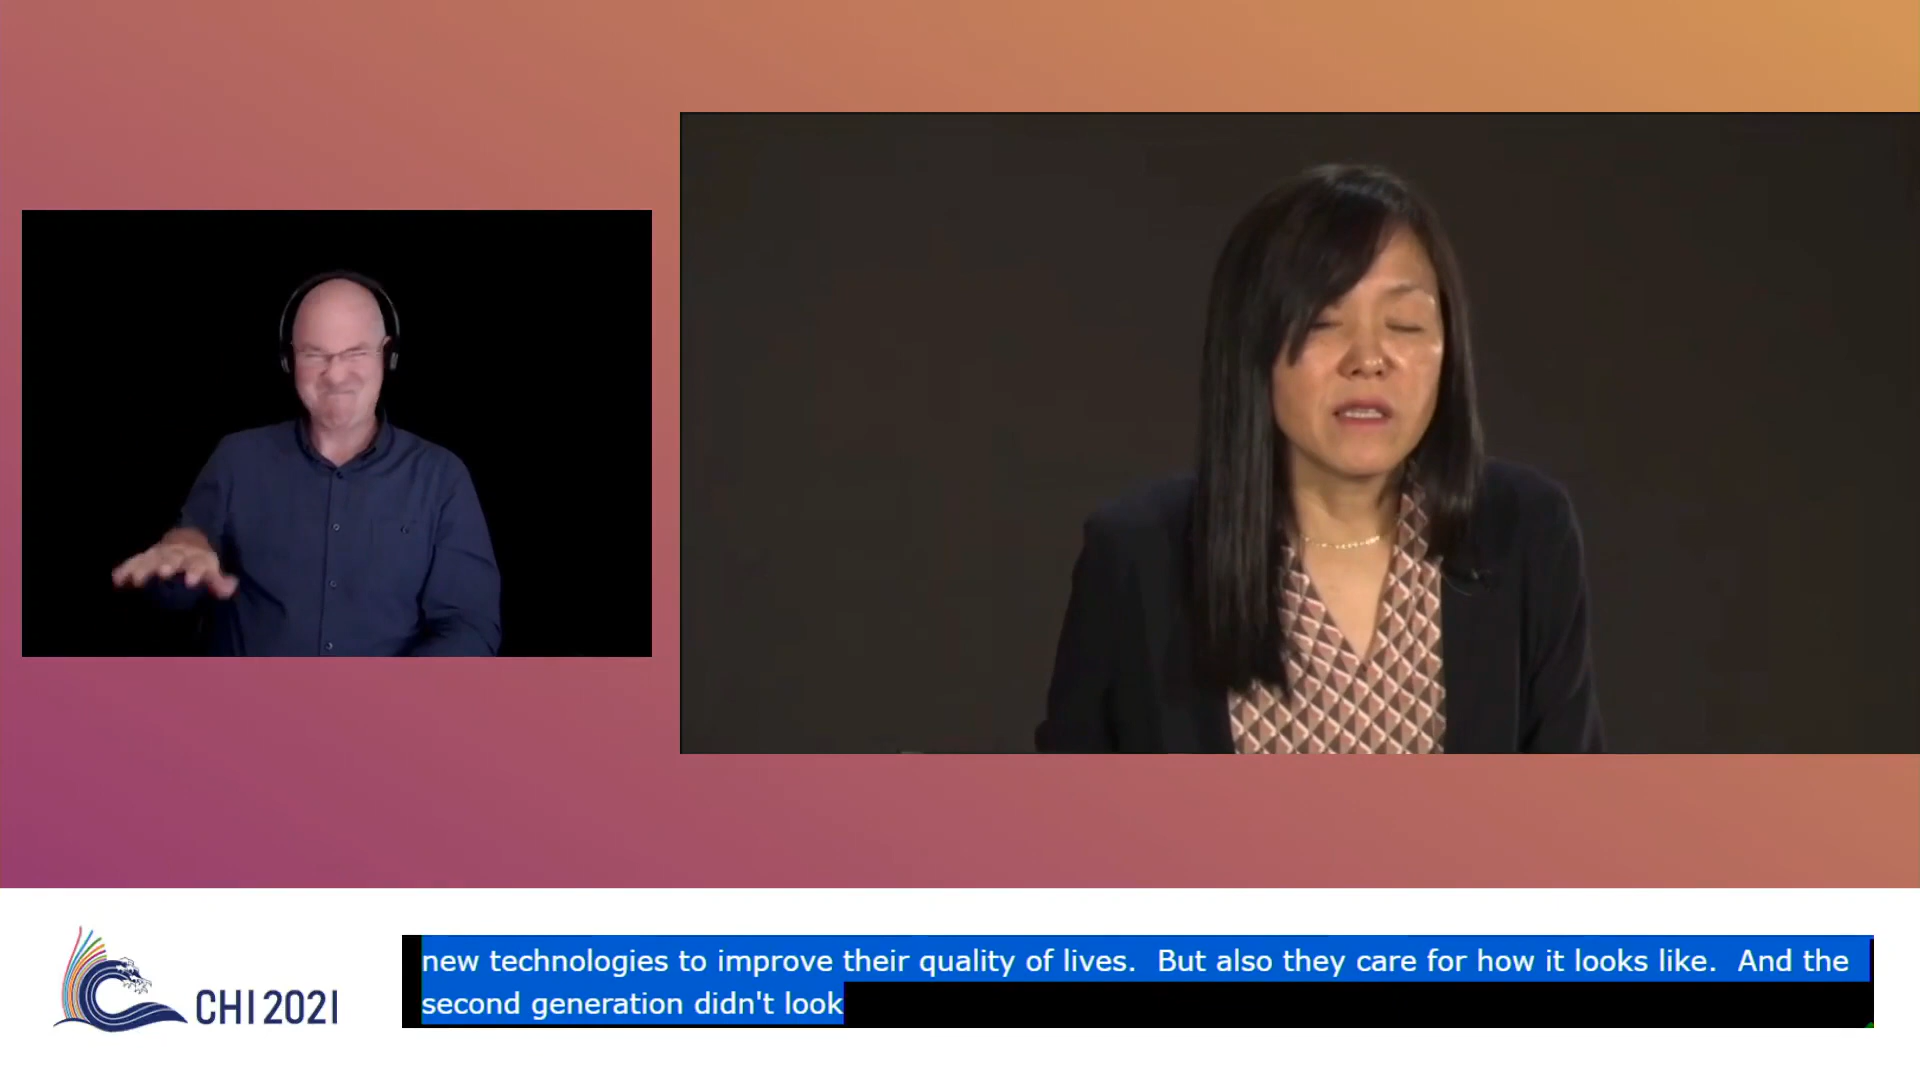 CHI 2021
new technologies to improve their quality of lives.  But also they care for how it looks like.  And the
second generation didn't look